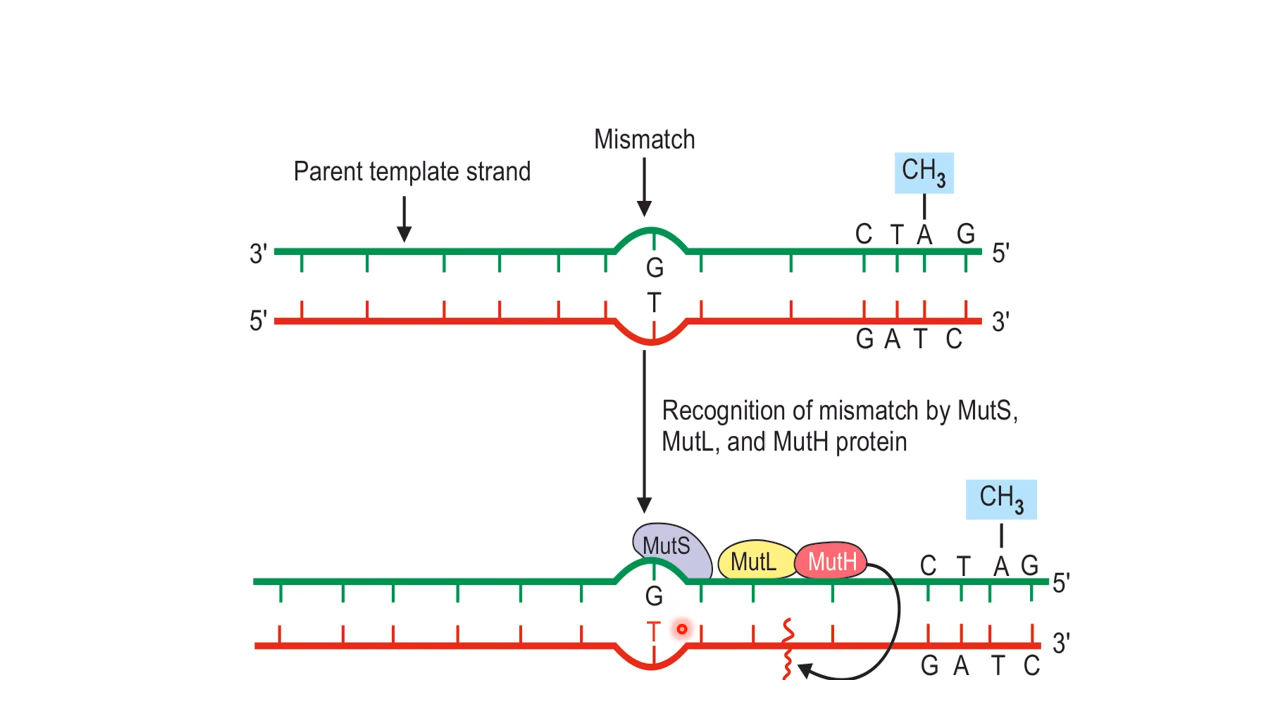 Mismatch
Parent template strand
CH3
C T A G
3'
5'
G
T
5'
3'
G A T C
Recognition of mismatch by MutS,
MutL, and MutH protein
CH3
MutS
MutL
MutH
C T A G
5'
G
T
3'
G A T C